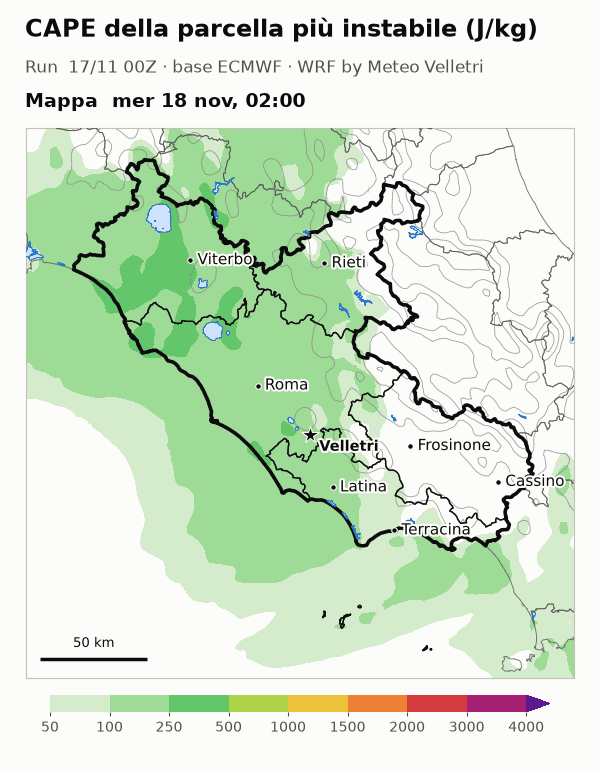 CAPE della parcella più instabile (J/kg)
Run  17/11 00Z · base ECMWF · WRF by Meteo Velletri
Mappa  mer 18 nov, 02:00
Viterbo
Rieti
Roma
Velletri
Frosinone
Cassino
Latina
Terracina
50 km
50 100 250 500 1000 1500 2000 3000 4000